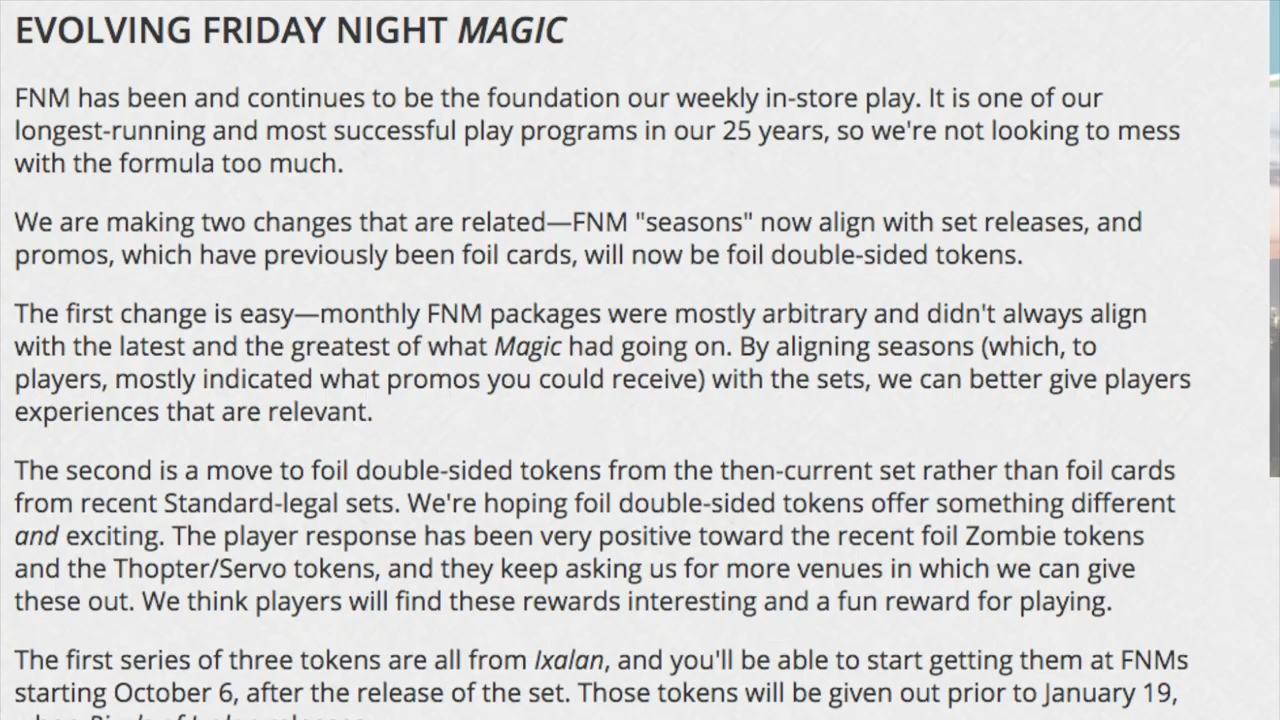 EVOLVING FRIDAY NIGHT MAGIC
FNM has been and continues to be the foundation our weekly in-store play. It is one of our
longest-running and most successful play programs in our 25 years, so we're not looking to mess
with the formula too much.
We are making two changes that are related—FNM "seasons" now align with set releases, and
promos, which have previously been foil cards, will now be foil double-sided tokens.
The first change is easy—monthly FNM packages were mostly arbitrary and didn't always align
with the latest and the greatest of what Magic had going on. By aligning seasons (which, to
players, mostly indicated what promos you could receive) with the sets, we can better give players
experiences that are relevant.
The second is a move to foil double-sided tokens from the then-current set rather than foil cards
from recent Standard-legal sets. We're hoping foil double-sided tokens offer something different
and exciting. The player response has been very positive toward the recent foil Zombie tokens
and the Thopter/Servo tokens, and they keep asking us for more venues in which we can give
these out. We think players will find these rewards interesting and a fun reward for playing.
The first series of three tokens are all from Ixalan, and you'll be able to start getting them at FNMs
starting October 6, after the release of the set. Those tokens will be given out prior to January 19,